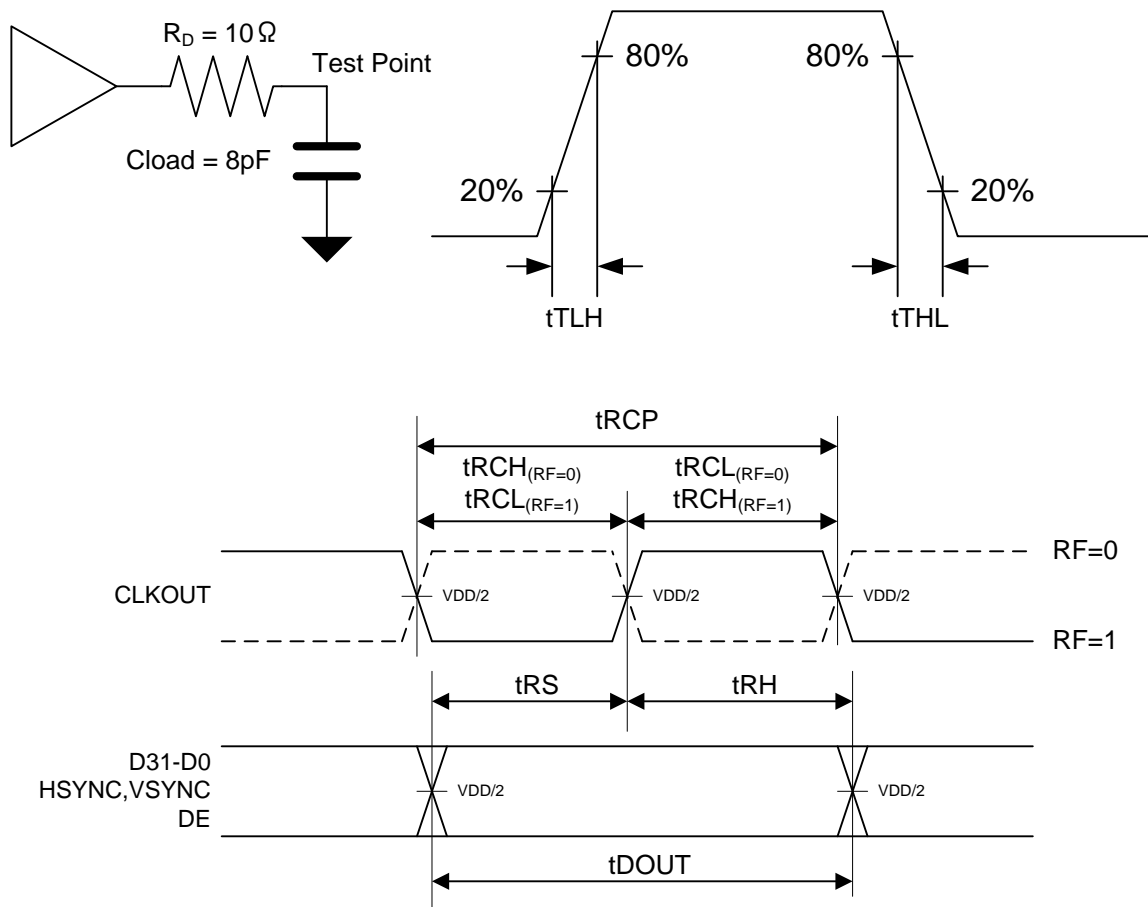 R_D = 10Ω
Test Point
Cload = 8pF
80%
80%
20%
20%
tTLH
tTHL
tRCP
tRCH(RF=0)
tRCL(RF=0)
tRCL(RF=1)
tRCH(RF=1)
RF=0
CLKOUT
VDD/2
VDD/2
VDD/2
RF=1
tRS
tRH
D31-D0
HSYNC,VSYNC
DE
VDD/2
VDD/2
tDOUT